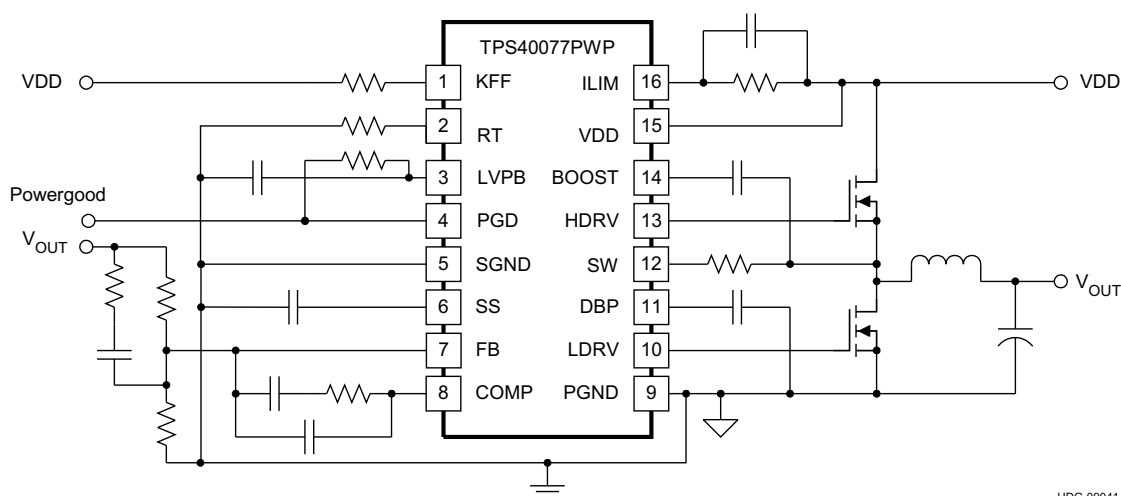 TPS40077PWP
VDD
1 KFF
ILIM 16
VDD
2 RT
VDD 15
3 LVPB
BOOST 14
Powergood
4 PGD
HDRV 13
VOUT
5 SGND
SW 12
VOUT
6 SS
DBP 11
7 FB
LDRV 10
8 COMP
PGND 9